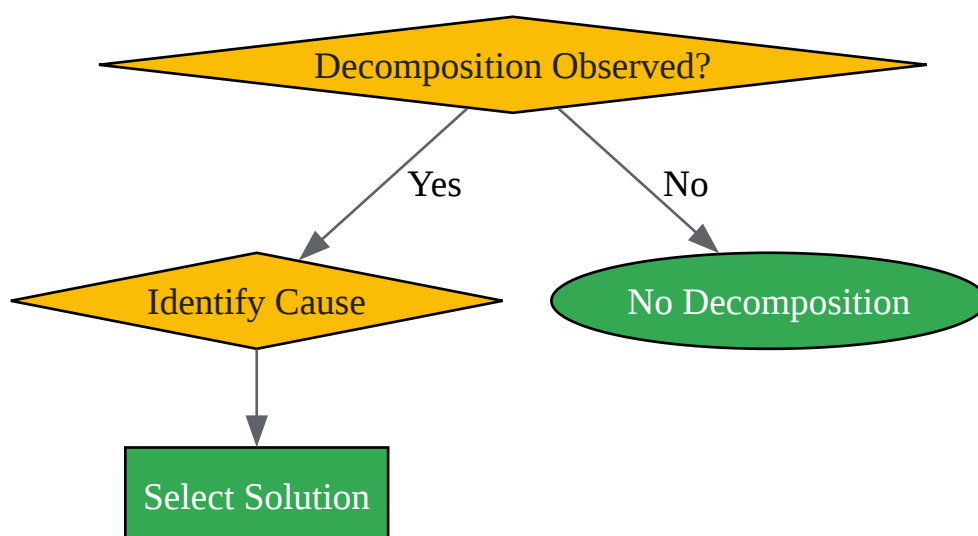 Decomposition Observed?
Yes
No
Identify Cause
No Decomposition
Select Solution